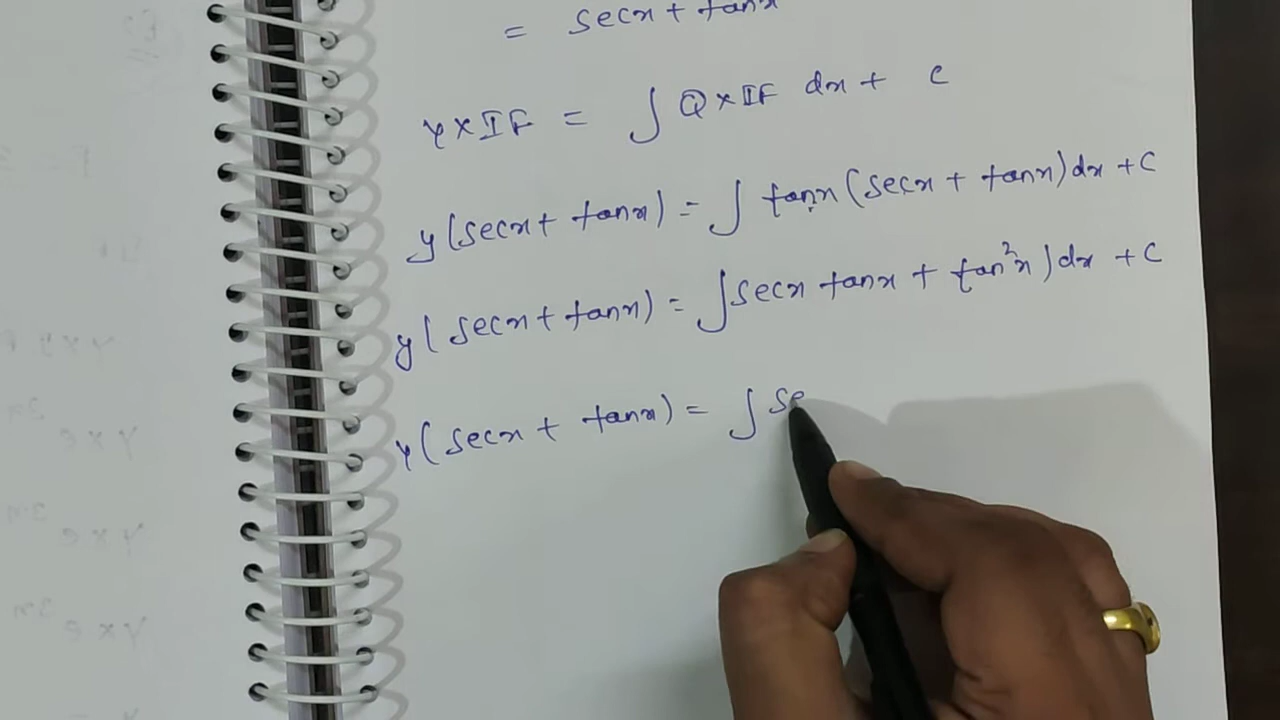 = secx + tanx
y x IF = ∫ Q x IF dx + c
y(secx + tanx) = ∫ tanx (secx + tanx) dx + C
y( secx + tanx) = ∫ secx tanx + tan²x ) dx + C
y( secx + tanx) = ∫ se